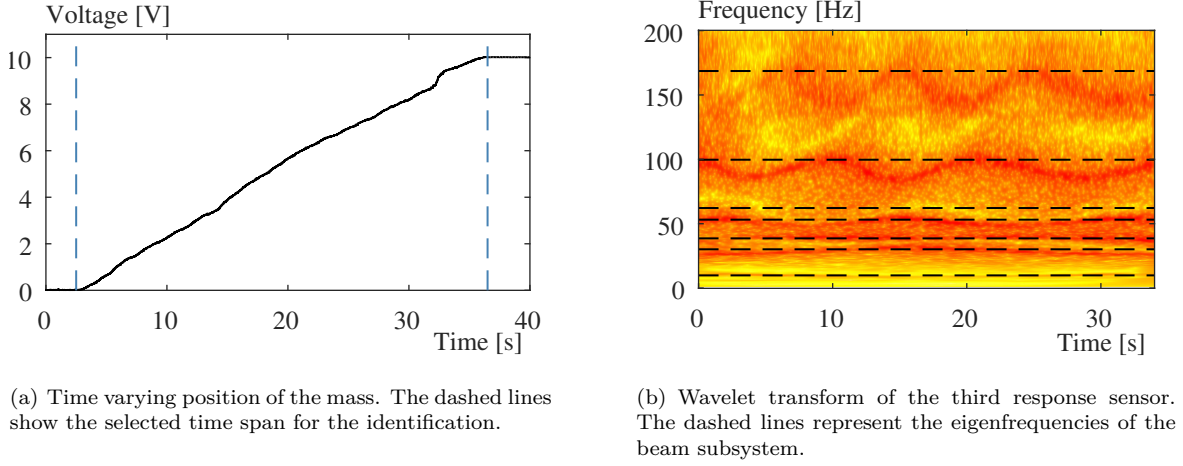 Voltage [V]
10
8
6
4
2
0
0 10 20 30 40
Time [s]
(a) Time varying position of the mass. The dashed lines
show the selected time span for the identification.
Frequency [Hz]
200
150
100
50
0
0 10 20 30
Time [s]
(b) Wavelet transform of the third response sensor.
The dashed lines represent the eigenfrequencies of the
beam subsystem.